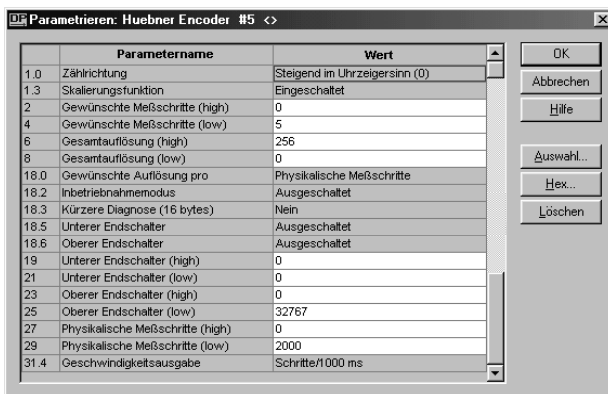 Parametrieren: Huebner Encoder #5 <>
Parametername Wert
1.0 Zählrichtung Steigend im Uhrzeigersinn (0)
1.3 Skalierungsfunktion Eingeschaltet
2 Gewünschte Meßschritte (high) 0
4 Gewünschte Meßschritte (low) 5
6 Gesamtauflösung (high) 256
8 Gesamtauflösung (low) 0
18.0 Gewünschte Auflösung pro Physikalische Meßschritte
18.2 Inbetriebnahmemodus Ausgeschaltet
18.3 Kürzere Diagnose (16 bytes) Nein
18.5 Unterer Endschalter Ausgeschaltet
18.6 Oberer Endschalter Ausgeschaltet
19 Unterer Endschalter (high) 0
21 Unterer Endschalter (low) 0
23 Oberer Endschalter (high) 0
25 Oberer Endschalter (low) 32767
27 Physikalische Meßschritte (high) 0
29 Physikalische Meßschritte (low) 2000
31.4 Geschwindigkeitsausgabe Schritte/1000 ms
OK
Abbrechen
Hilfe
Auswahl...
Hex...
Löschen